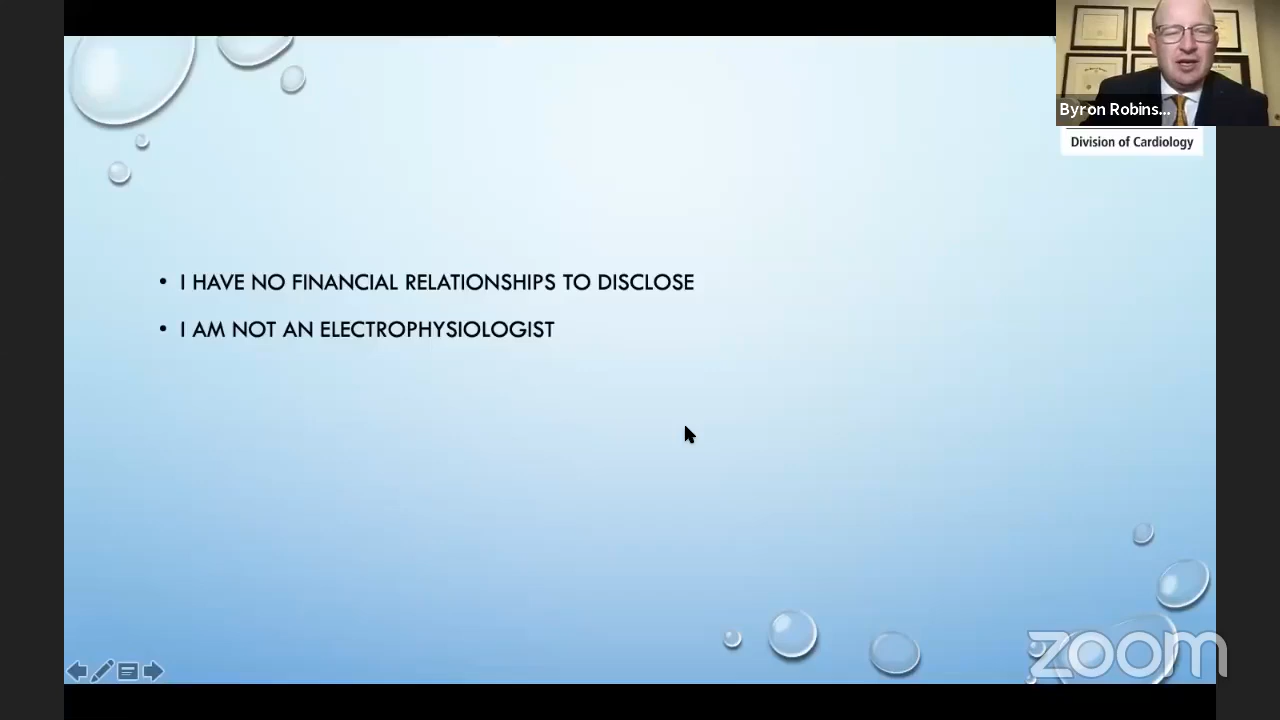 Byron Robins...
Division of Cardiology
• I HAVE NO FINANCIAL RELATIONSHIPS TO DISCLOSE
• I AM NOT AN ELECTROPHYSIOLOGIST
zoom